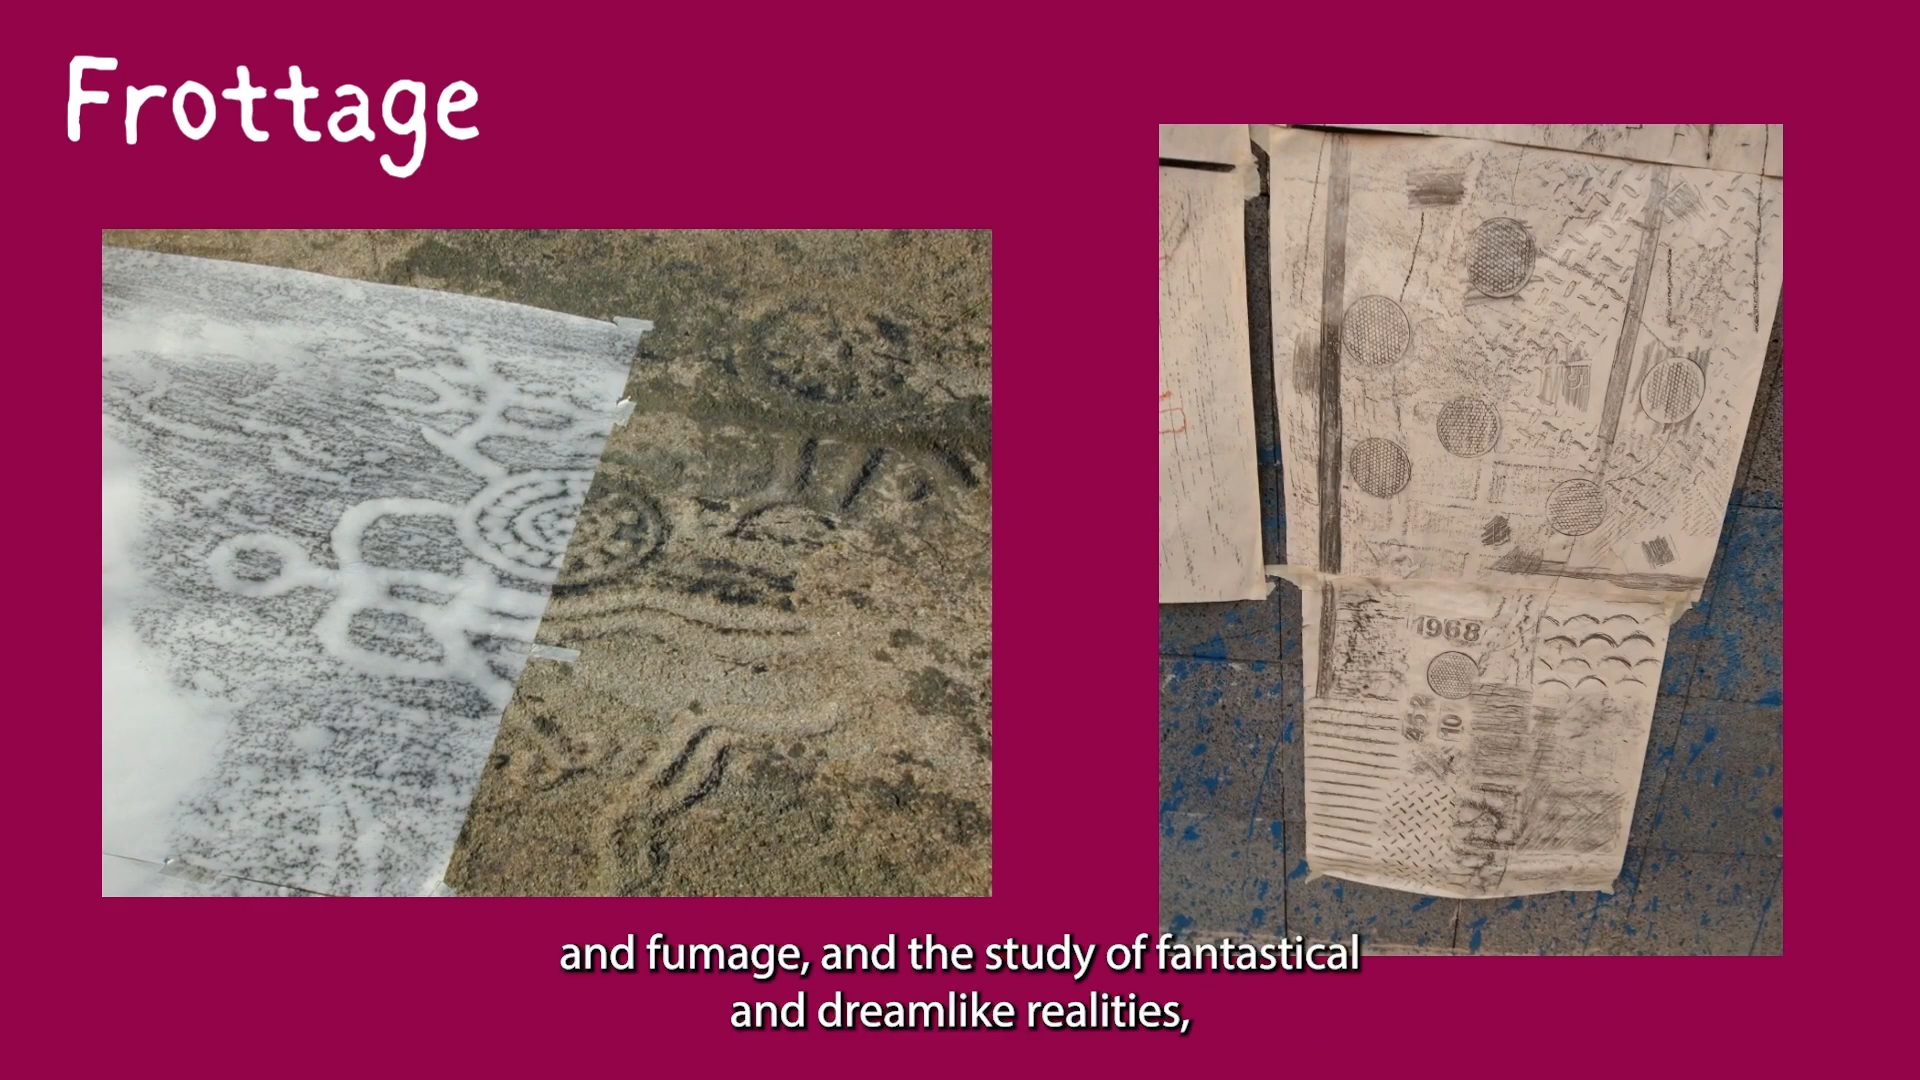 Frottage
1968
452
10
and fumage, and the study of fantastical
and dreamlike realities,